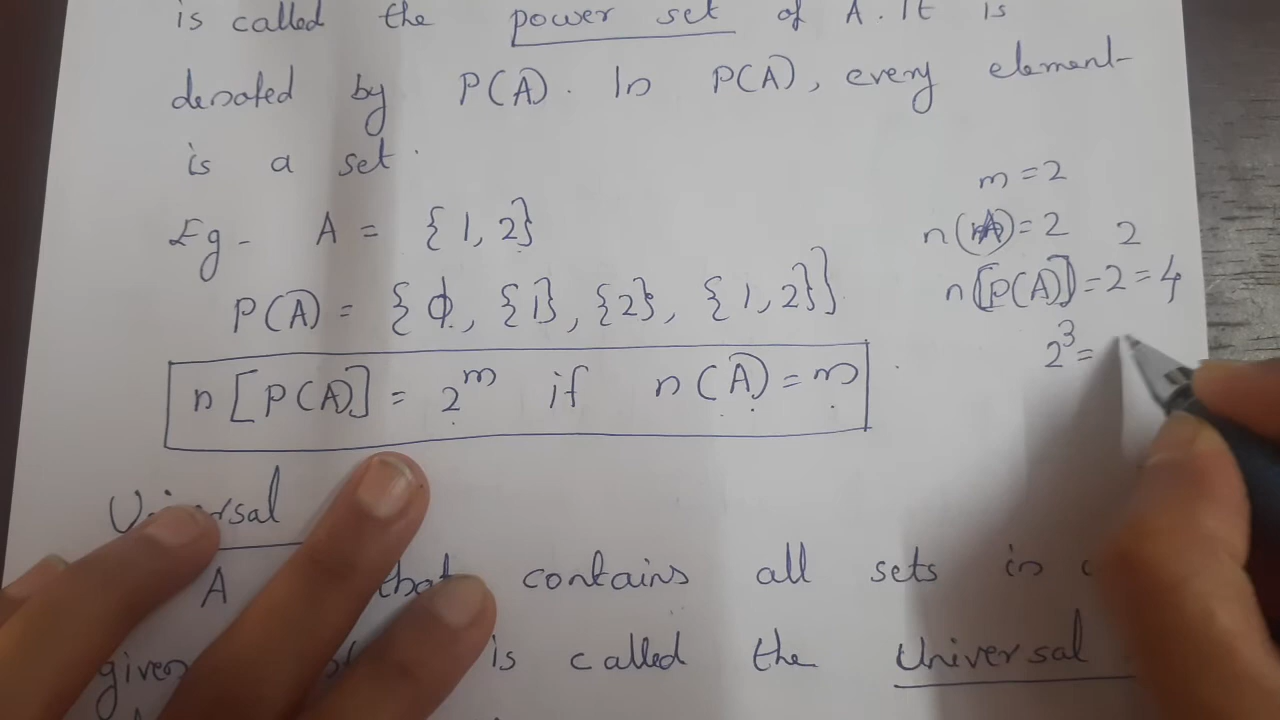 is called the power set of A. It is
denoted by P(A). In P(A), every element
is a set.
Eg - A = {1, 2}
P(A) = {ϕ, {1}, {2}, {1, 2}}
n[P(A)] = 2^m if n(A) = m
m = 2
n(A) = 2
n[P(A)] = 2^2 = 4
2^3 =
A that contains all sets in
given is called the Universal